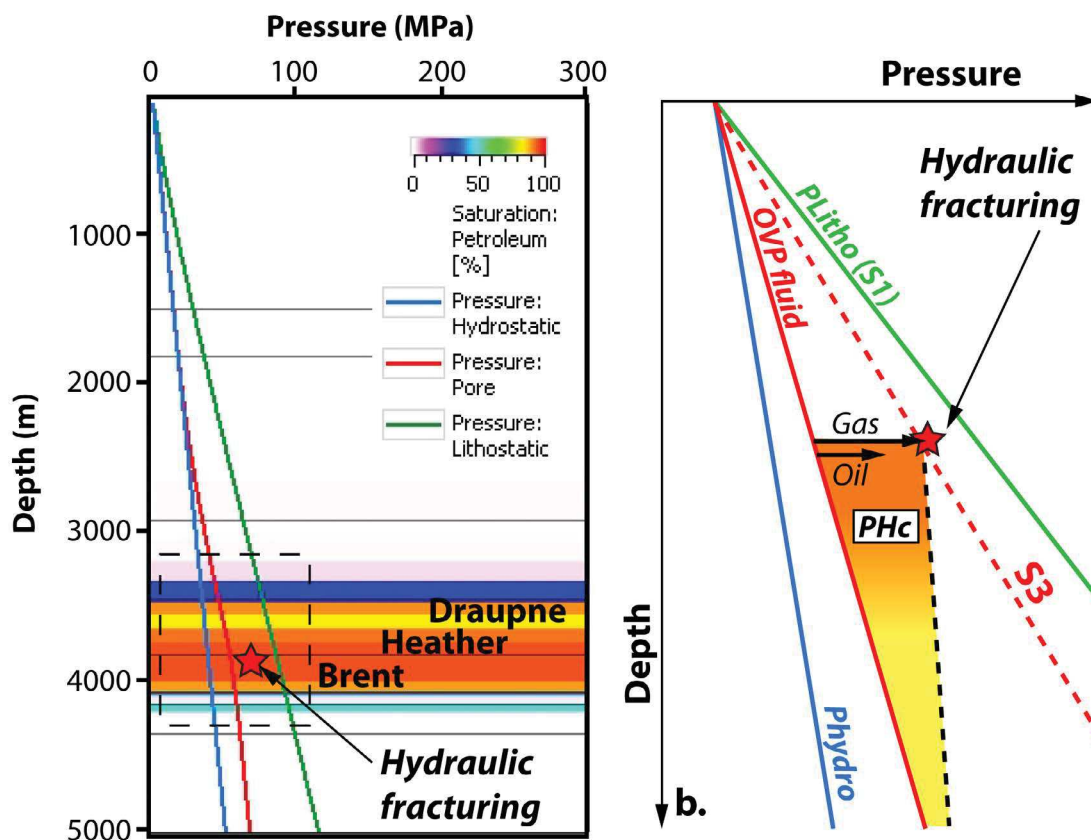 Pressure (MPa)
0 100 200 300
Depth (m)
1000
2000
3000
4000
5000
0 50 100
Saturation:
Petroleum
[%]
Pressure:
Hydrostatic
Pressure:
Pore
Pressure:
Lithostatic
Draupne
Heather
Brent
Hydraulic
fracturing
Pressure
Hydraulic
fracturing
PLitho (S1)
OVP fluid
Gas
Oil
PHc
S3
Depth
Phydro
b.